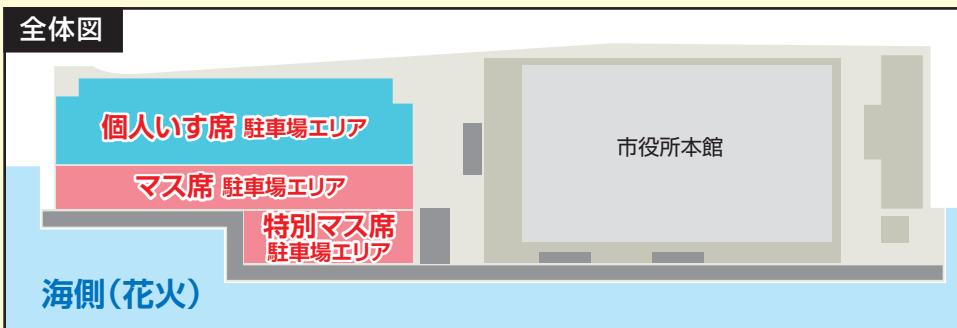 全体図
個人いす席 駐車場エリア
市役所本館
マス席 駐車場エリア
特別マス席
駐車場エリア
海側(花火)